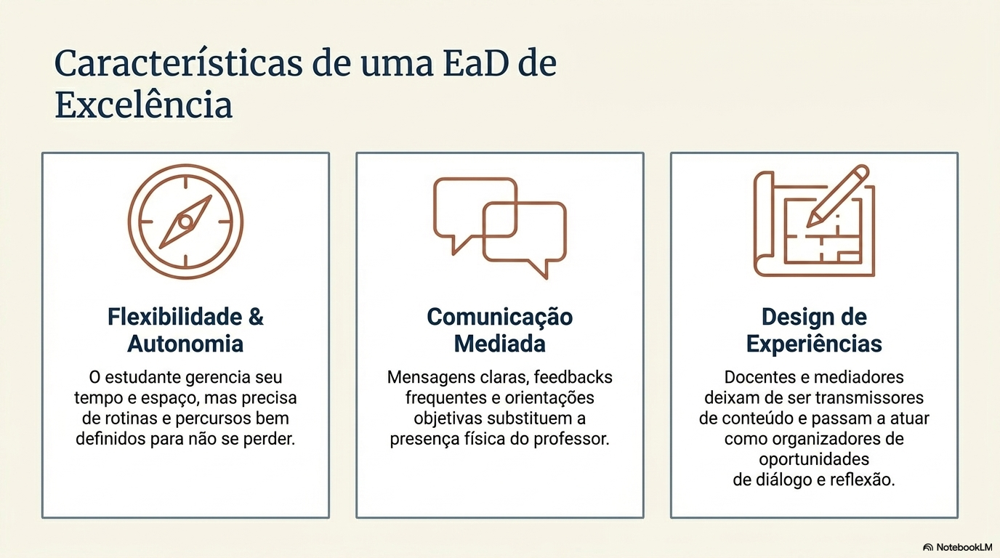 Características de uma EaD de
Excelência
Flexibilidade &
Autonomia
O estudante gerencia seu
tempo e espaço, mas precisa
de rotinas e percursos bem
definidos para não se perder.
Comunicação
Mediada
Mensagens claras, feedbacks
frequentes e orientações
objetivas substituem a
presença física do professor.
Design de
Experiências
Docentes e mediadores
deixam de ser transmissores
de conteúdo e passam a atuar
como organizadores de
oportunidades
de diálogo e reflexão.
NotebookLM